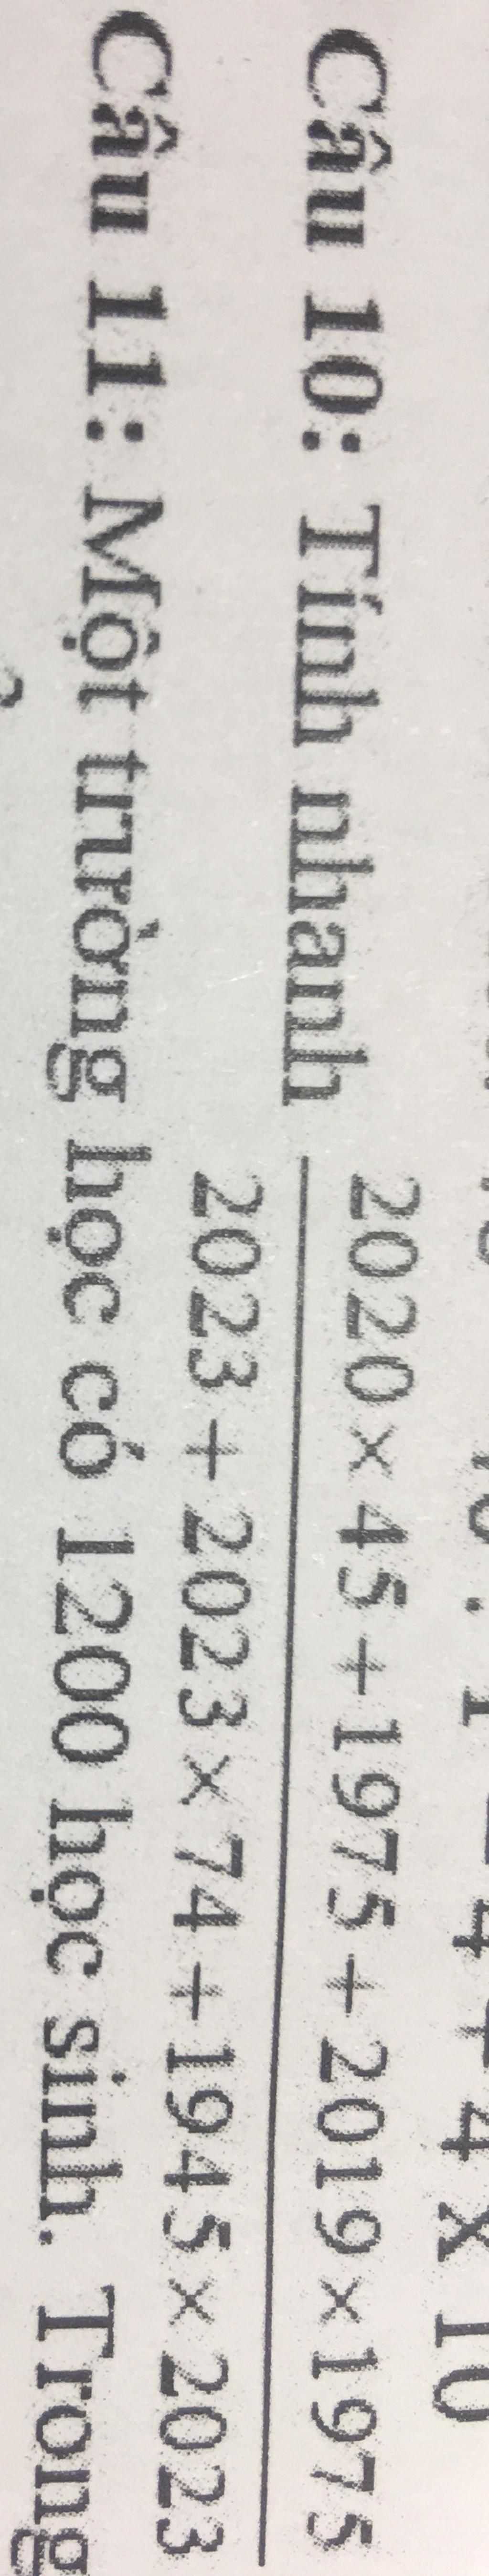 Câu 10: Tính nhanh
2020 × 45 + 1975 + 2019 × 1975
2023 + 2023 × 74 + 1945 × 2023
Câu 11: Một trường học có 1200 học sinh. Trong